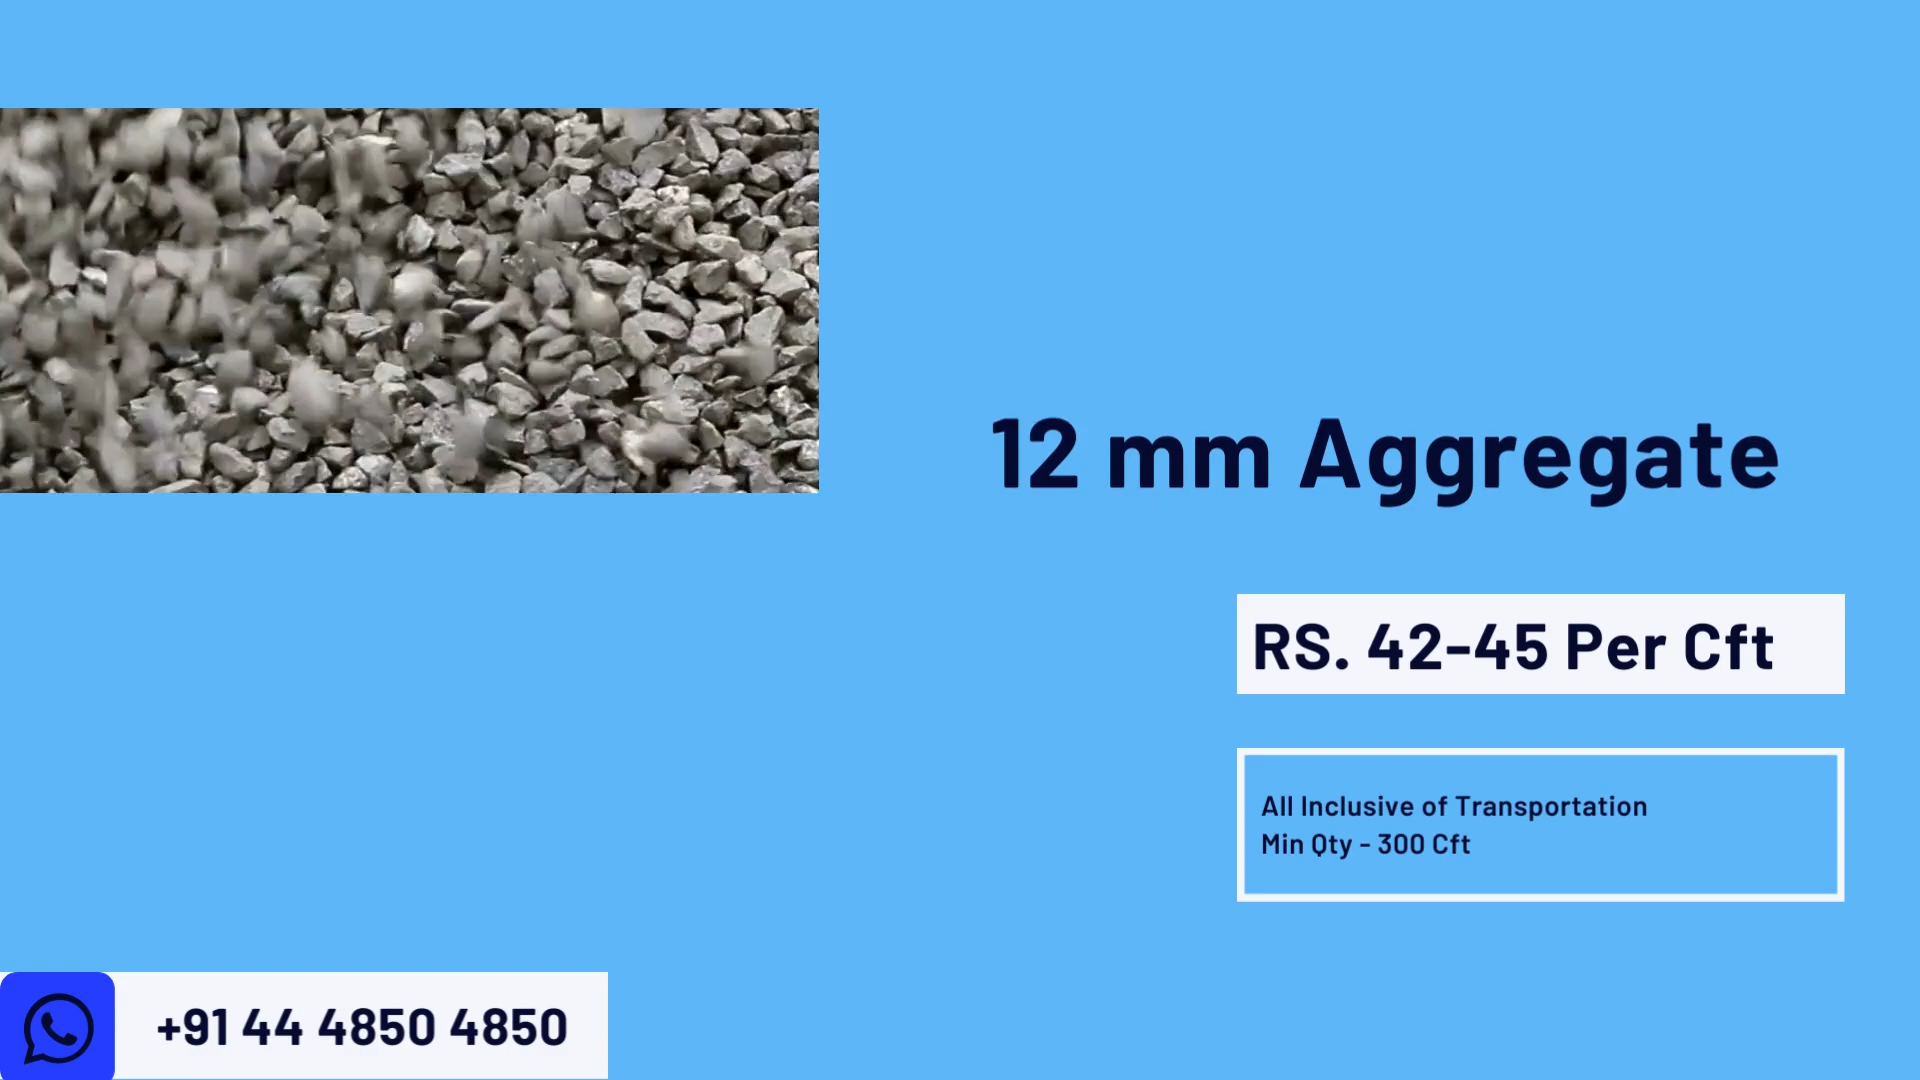 12 mm Aggregate
RS. 42-45 Per Cft
All Inclusive of Transportation
Min Qty - 300 Cft
+91 44 4850 4850